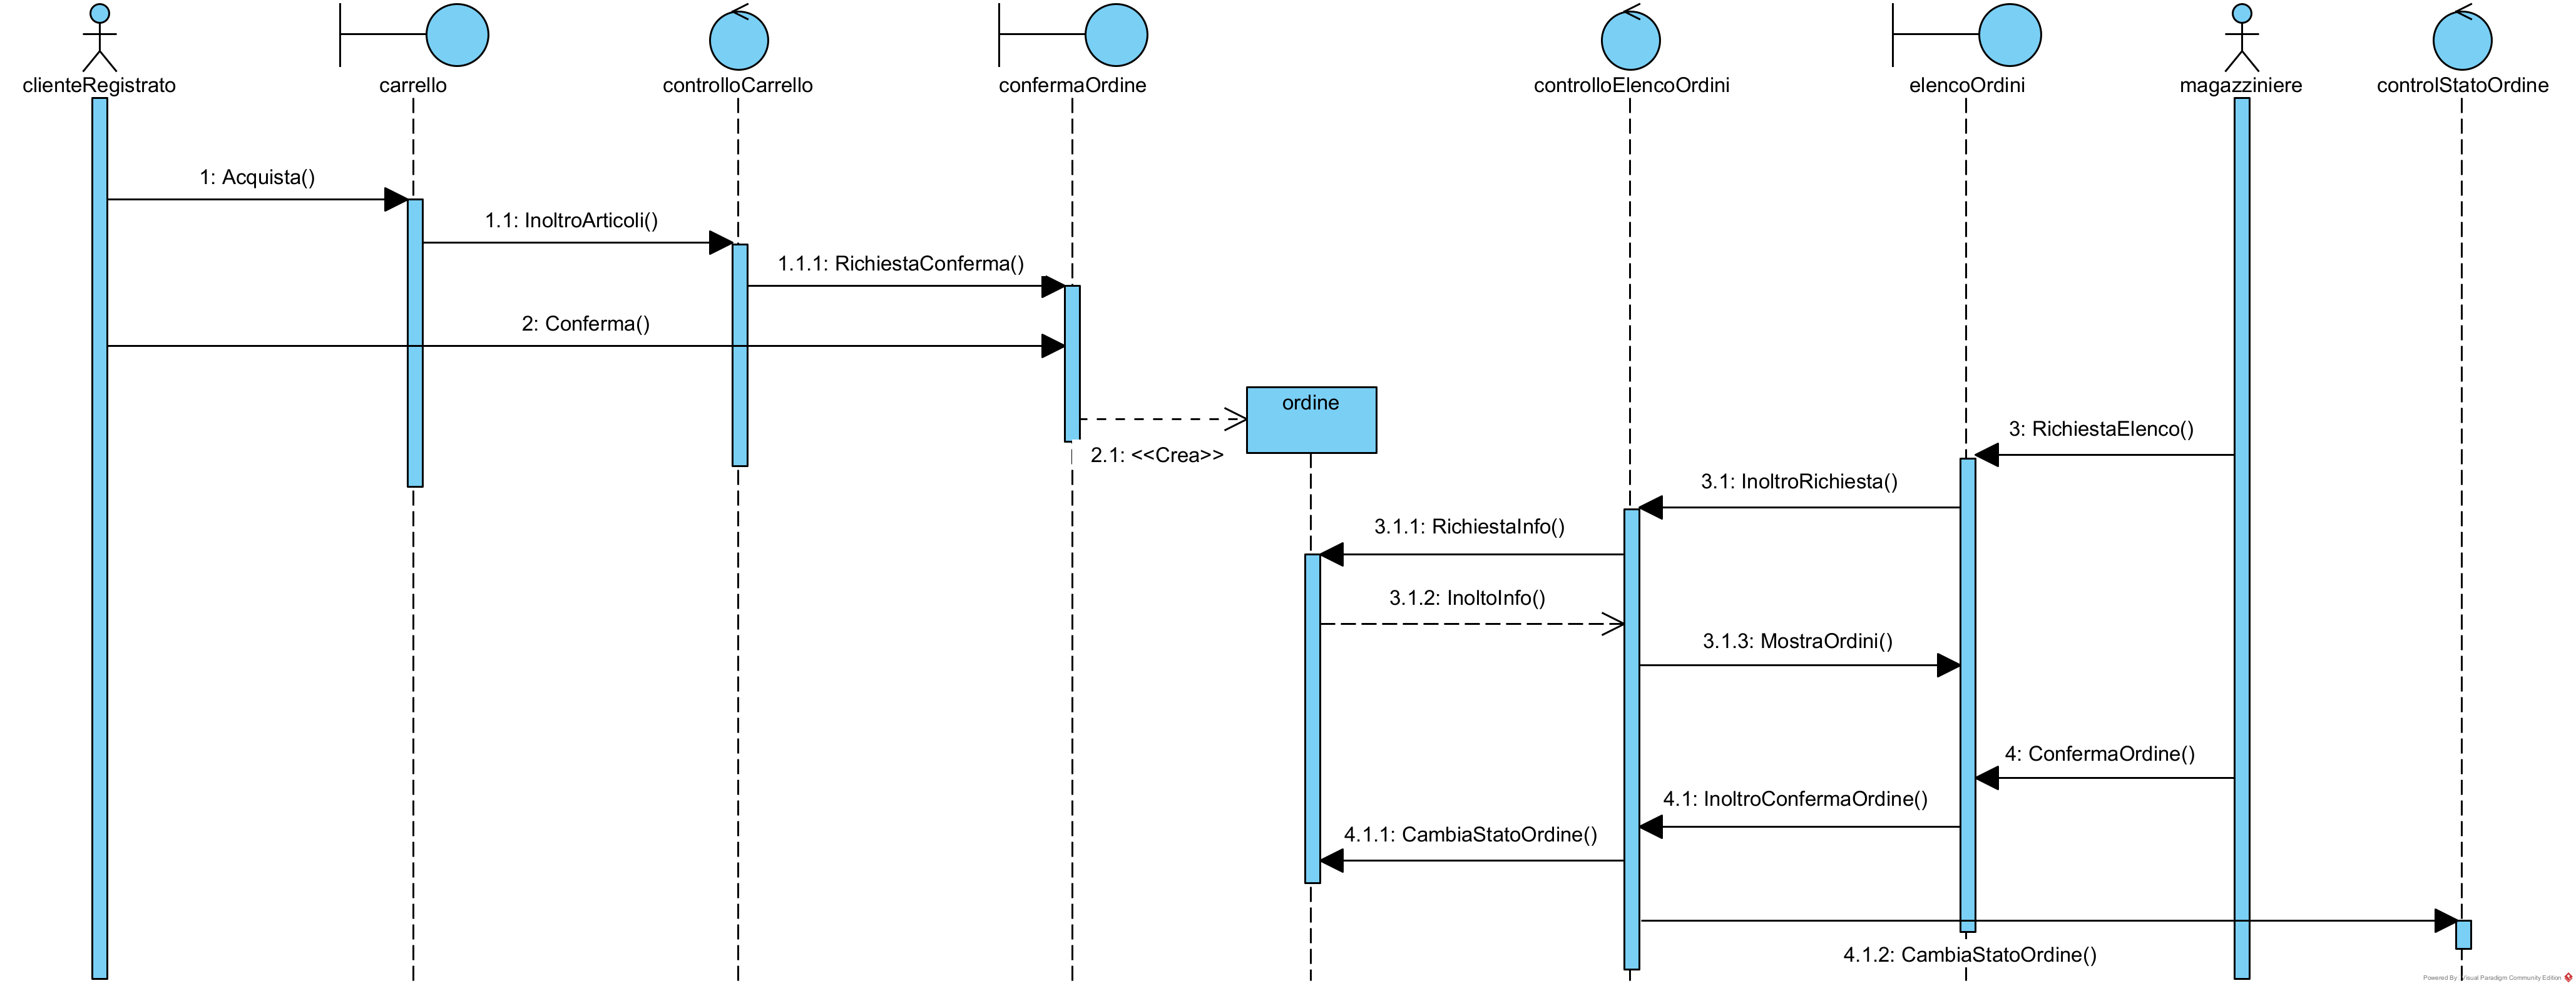 clienteRegistrato
carrello
controlloCarrello
confermaOrdine
controlloElencoOrdini
elencoOrdini
magazziniere
controlStatoOrdine
1: Acquista()
1.1: InoltroArticoli()
1.1.1: RichiestaConferma()
2: Conferma()
ordine
2.1: <<Crea>>
3: RichiestaElenco()
3.1: InoltroRichiesta()
3.1.1: RichiestaInfo()
3.1.2: InoltoInfo()
3.1.3: MostraOrdini()
4: ConfermaOrdine()
4.1: InoltroConfermaOrdine()
4.1.1: CambiaStatoOrdine()
4.1.2: CambiaStatoOrdine()
Powered By Visual Paradigm Community Edition